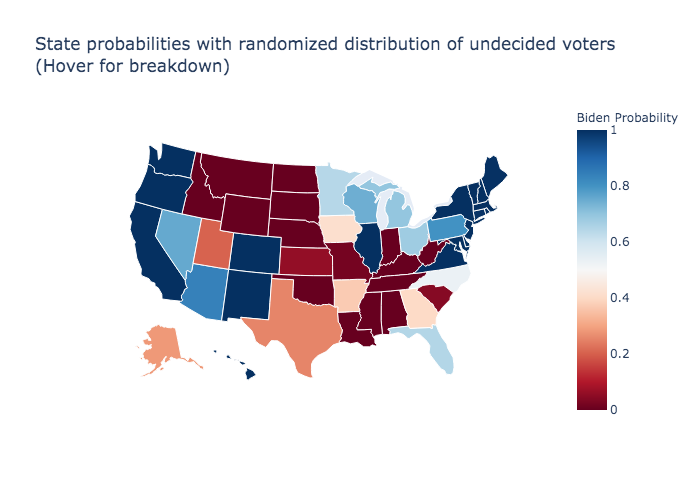 State probabilities with randomized distribution of undecided voters
(Hover for breakdown)
Biden Probability
1
0.8
0.6
0.4
0.2
0